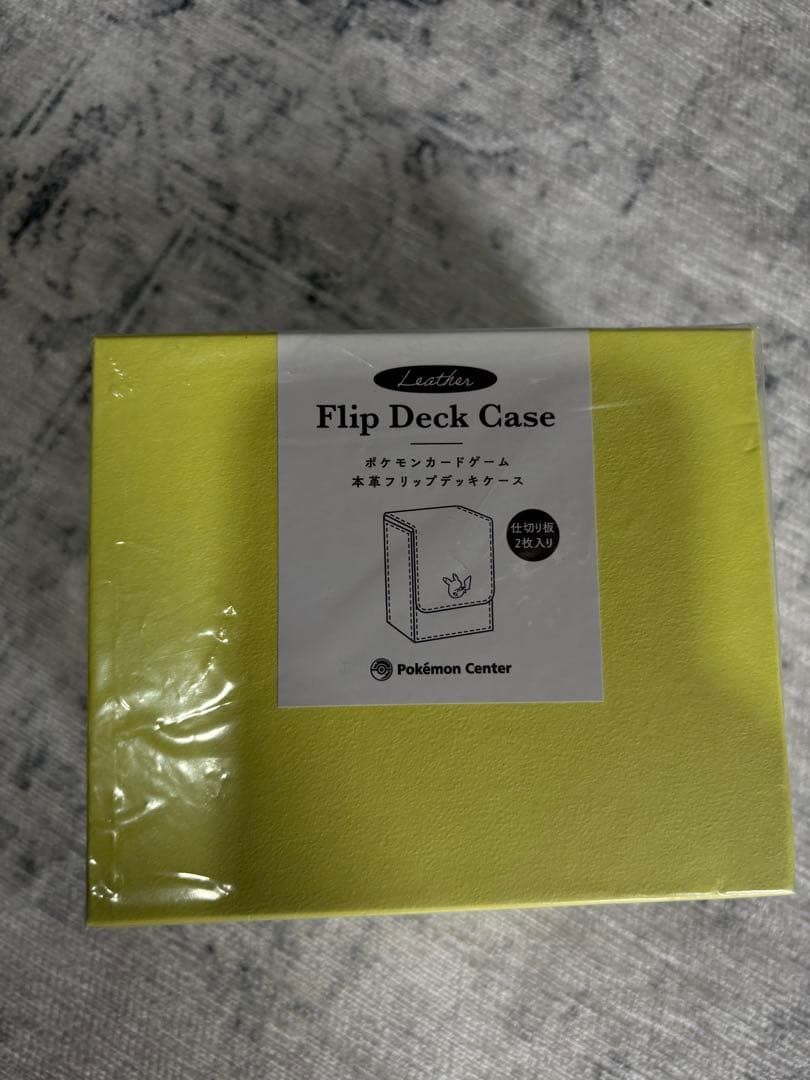 Leather
Flip Deck Case
ポケモンカードゲーム
本革フリップデッキケース
仕切り板
2枚入り
Pokémon Center